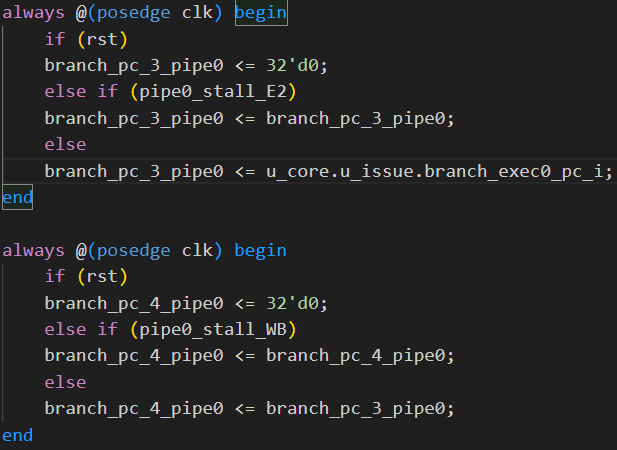 always @(posedge clk) begin
    if (rst)
    branch_pc_3_pipe0 <= 32'd0;
    else if (pipe0_stall_E2)
    branch_pc_3_pipe0 <= branch_pc_3_pipe0;
    else
    branch_pc_3_pipe0 <= u_core.u_issue.branch_exec0_pc_i;
end

always @(posedge clk) begin
    if (rst)
    branch_pc_4_pipe0 <= 32'd0;
    else if (pipe0_stall_WB)
    branch_pc_4_pipe0 <= branch_pc_4_pipe0;
    else
    branch_pc_4_pipe0 <= branch_pc_3_pipe0;
end